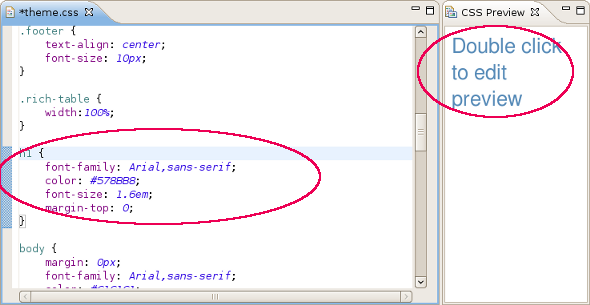 *theme.css
.footer {
text-align: center;
font-size: 10px;
}
.rich-table {
width:100%;
}
h1 {
font-family: Arial,sans-serif;
color: #578BB8;
font-size: 1.6em;
margin-top: 0;
}
body {
margin: 0px;
font-family: Arial,sans-serif;
color: #616161;
CSS Preview
Double click
to edit
preview